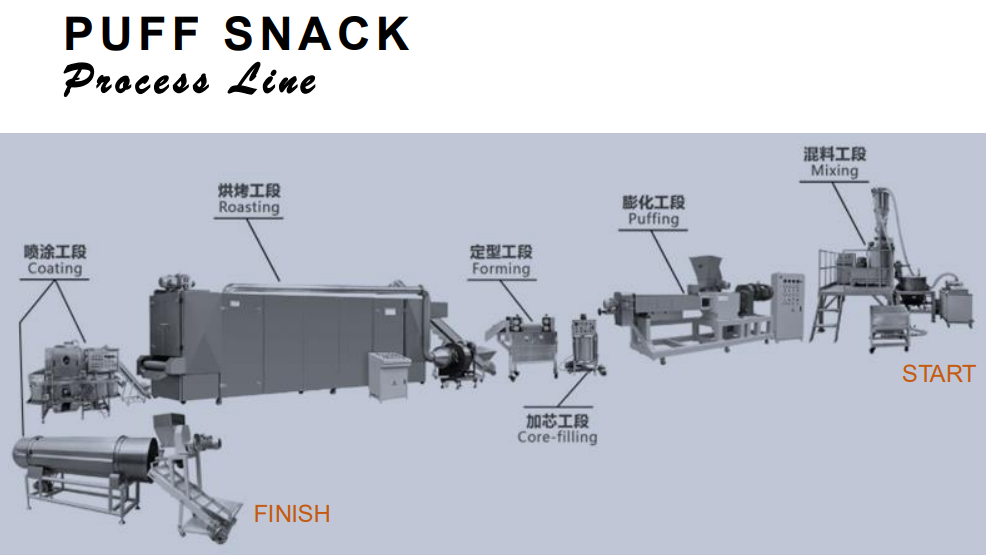 PUFF SNACK
Process Line
混料工段
Mixing
烘烤工段
Roasting
膨化工段
Puffing
喷涂工段
Coating
定型工段
Forming
START
加芯工段
Core-filling
FINISH